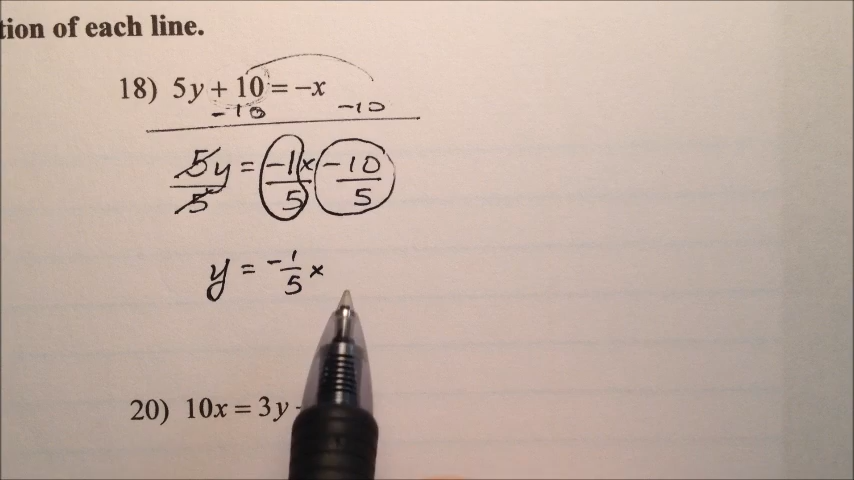 tion of each line.
18) 5y + 10 = -x
-10 -10
5y = -1x -10
5 5 5
y = -1/5 x
20) 10x = 3y -